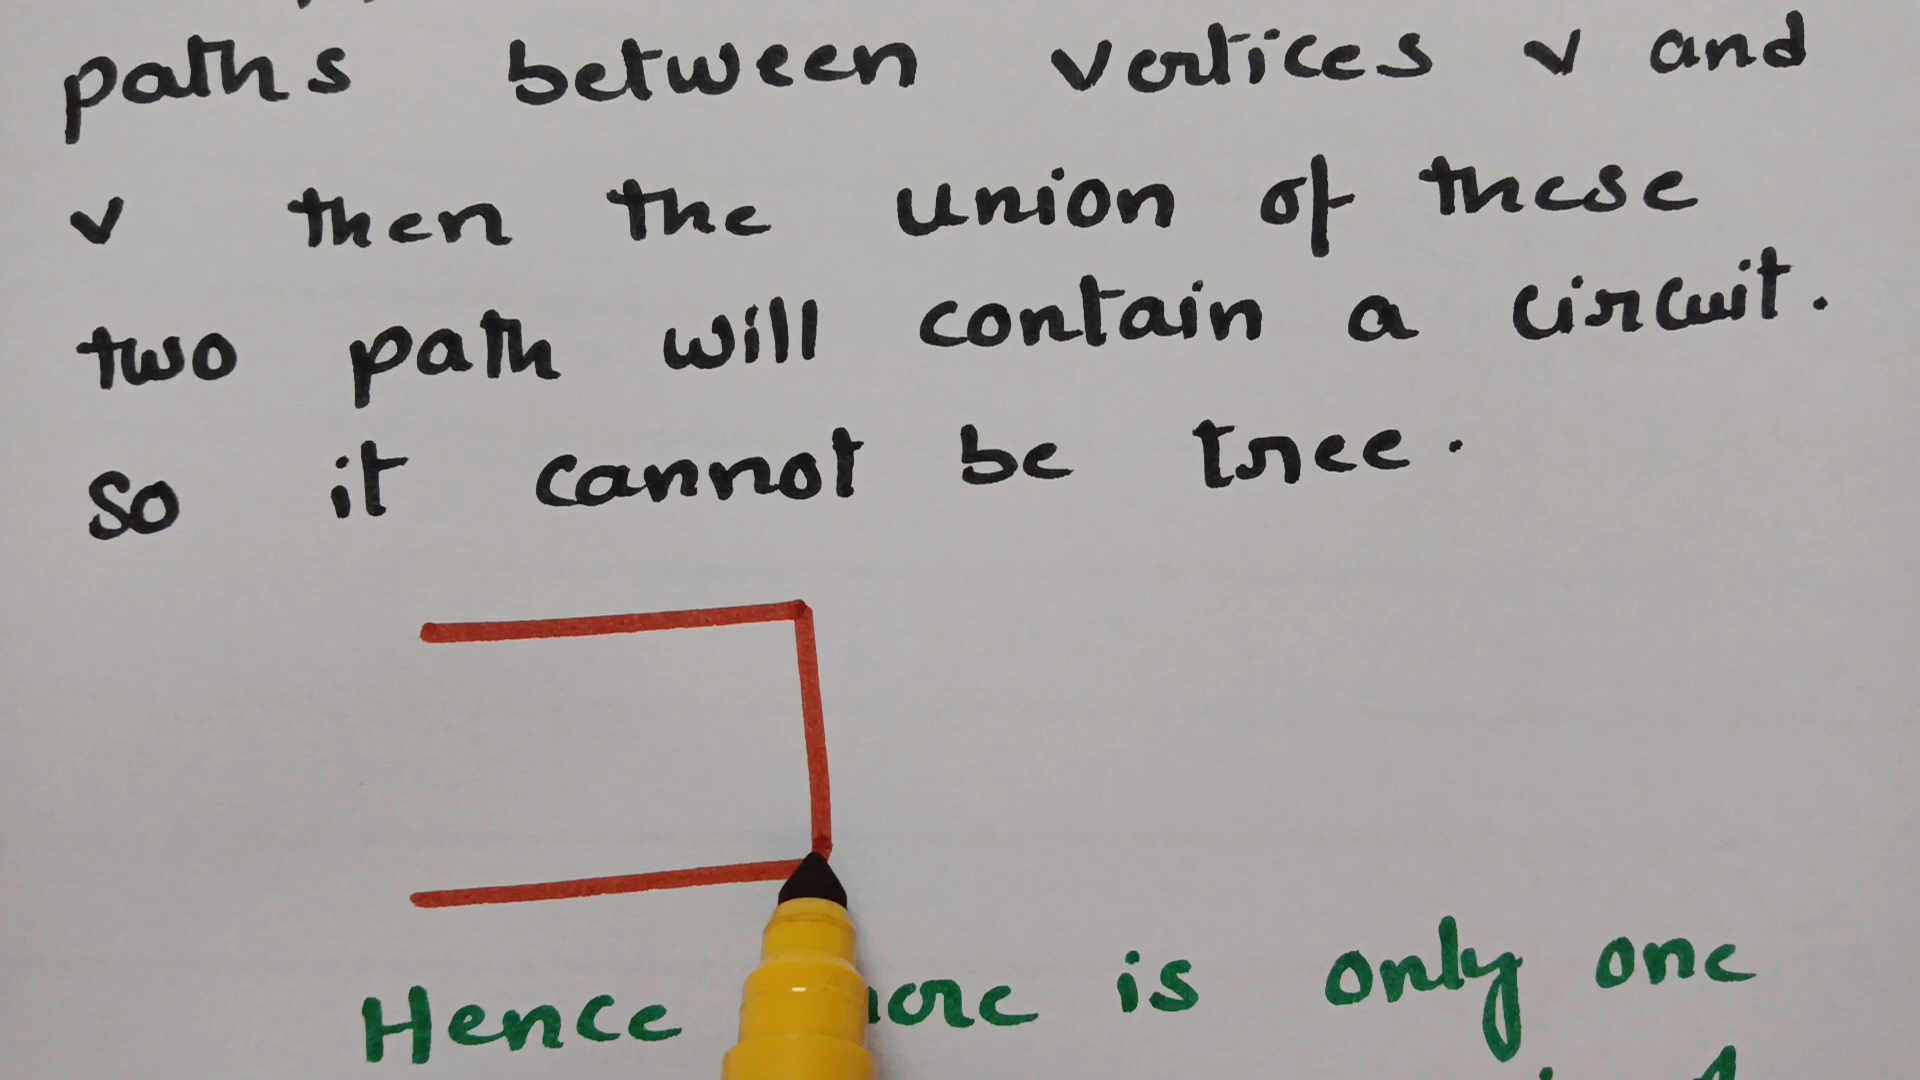 paths between vertices v and
v then the union of these
two path will contain a circuit.
So it cannot be tree.
Hence is only one